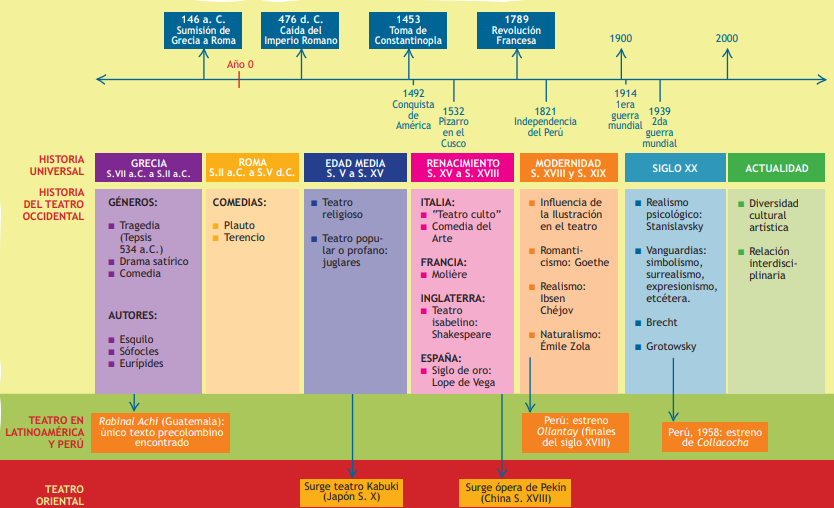 146 a. C.
Sumisión de
Grecia a Roma
476 d. C.
Caída del
Imperio Romano
1453
Toma de
Constantinopla
1789
Revolución
Francesa
1900
2000
Año 0
1492
Conquista
de
América
1532
Pizarro
en el
Cusco
1821
Independencia
del Perú
1914
1era
guerra
mundial
1939
2da
guerra
mundial
HISTORIA
UNIVERSAL
GRECIA
S.VII a.C. a S.II a.C.
ROMA
S.II a.C. a S.V d.C.
EDAD MEDIA
S. V a S. XV
RENACIMIENTO
S. XV a S. XVIII
MODERNIDAD
S. XVIII y S. XIX
SIGLO XX
ACTUALIDAD
HISTORIA
DEL TEATRO
OCCIDENTAL
GÉNEROS:
■ Tragedia
(Tepsis
534 a.C.)
■ Drama satírico
■ Comedia
AUTORES:
■ Esquilo
■ Sófocles
■ Eurípides
COMEDIAS:
■ Plauto
■ Terencio
■ Teatro
religioso
■ Teatro popu-
lar o profano:
juglares
ITALIA:
■ "Teatro culto"
■ Comedia del
Arte
FRANCIA:
■ Molière
INGLATERRA:
■ Teatro
isabelino:
Shakespeare
ESPAÑA:
■ Siglo de oro:
Lope de Vega
■ Influencia de
la Ilustración
en el teatro
■ Romanti-
cismo: Goethe
■ Realismo:
Ibsen
Chéjov
■ Naturalismo:
Émile Zola
■ Realismo
psicológico:
Stanislavsky
■ Vanguardias:
simbolismo,
surrealismo,
expresionismo,
etcétera.
■ Brecht
■ Grotowsky
■ Diversidad
cultural
artística
■ Relación
interdisci-
plinaria
TEATRO EN
LATINOAMÉRICA
Y PERÚ
Rabinal Achi (Guatemala):
único texto precolombino
encontrado
Perú: estreno
Ollantay (finales
del siglo XVIII)
Perú, 1958: estreno
de Collacocha
TEATRO
ORIENTAL
Surge teatro Kabuki
(Japón S. X)
Surge ópera de Pekín
(China S. XVIII)